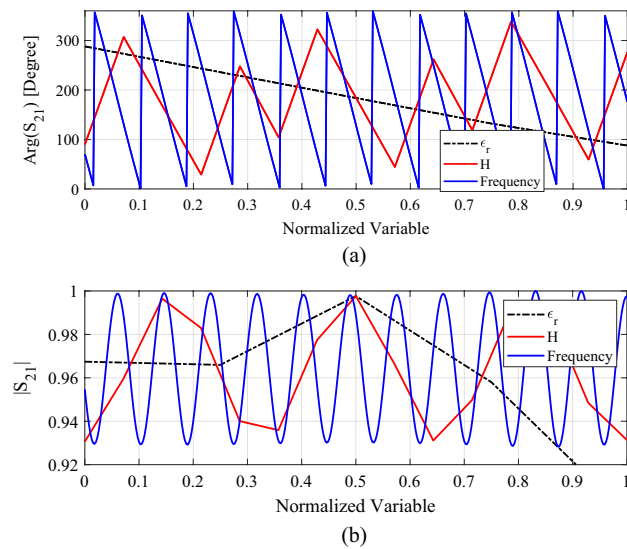 Arg(S21) [Degree]
300
200
100
0
0 0.1 0.2 0.3 0.4 0.5 0.6 0.7 0.8 0.9 1
ϵr
H
Frequency
Normalized Variable
(a)
|S21|
1
0.98
0.96
0.94
0.92
0 0.1 0.2 0.3 0.4 0.5 0.6 0.7 0.8 0.9 1
ϵr
H
Frequency
Normalized Variable
(b)